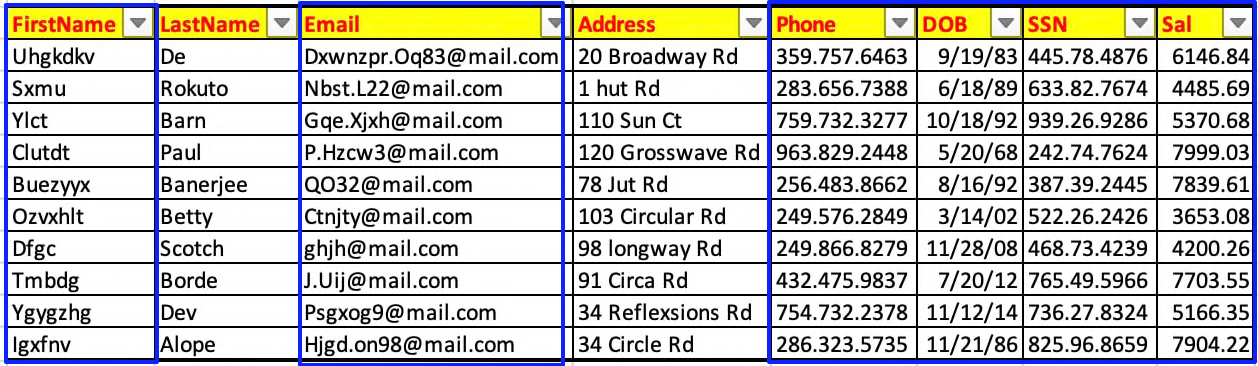 FirstName LastName Email Address Phone DOB SSN Sal
Uhgkdkv De Dxwnzpr.Oq83@mail.com 20 Broadway Rd 359.757.6463 9/19/83 445.78.4876 6146.84
Sxmu Rokuto Nbst.L22@mail.com 1 hut Rd 283.656.7388 6/18/89 633.82.7674 4485.69
Ylct Barn Gqe.Xjxh@mail.com 110 Sun Ct 759.732.3277 10/18/92 939.26.9286 5370.68
Clutdt Paul P.Hzcw3@mail.com 120 Grosswave Rd 963.829.2448 5/20/68 242.74.7624 7999.03
Buezyyx Banerjee QO32@mail.com 78 Jut Rd 256.483.8662 8/16/92 387.39.2445 7839.61
Ozvxhlt Betty Ctnjty@mail.com 103 Circular Rd 249.576.2849 3/14/02 522.26.2426 3653.08
Dfgc Scotch ghjh@mail.com 98 longway Rd 249.866.8279 11/28/08 468.73.4239 4200.26
Tmbdg Borde J.Uij@mail.com 91 Circa Rd 432.475.9837 7/20/12 765.49.5966 7703.55
Ygygzhg Dev Psgxog9@mail.com 34 Reflexsions Rd 754.732.2378 11/12/14 736.27.8324 5166.35
Igxfnv Alope Hjgd.on98@mail.com 34 Circle Rd 286.323.5735 11/21/86 825.96.8659 7904.22